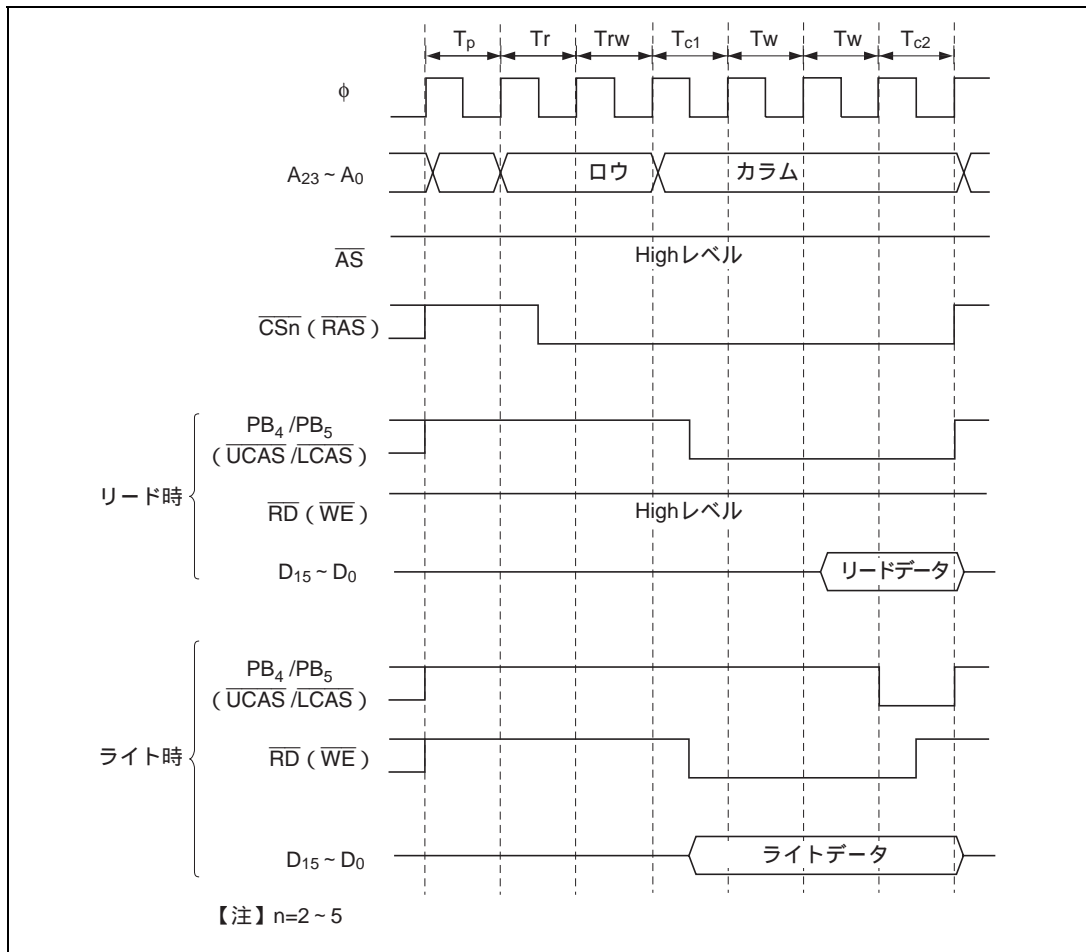 Tp Tr Trw Tc1 Tw Tw Tc2
φ
A23~A0 ロウ カラム
AS Highレベル
CSn(RAS)
リード時
PB4/PB5
(UCAS/LCAS)
RD(WE) Highレベル
D15~D0 リードデータ
ライト時
PB4/PB5
(UCAS/LCAS)
RD(WE)
D15~D0 ライトデータ
【注】n=2~5